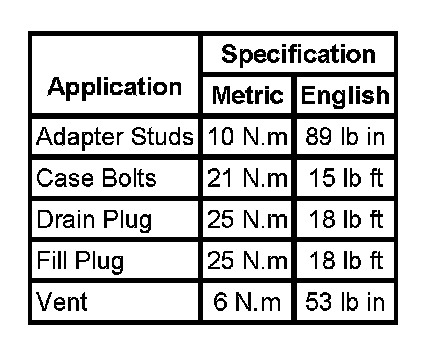 Application Specification
Metric English
Adapter Studs 10 N.m 89 lb in
Case Bolts 21 N.m 15 lb ft
Drain Plug 25 N.m 18 lb ft
Fill Plug 25 N.m 18 lb ft
Vent 6 N.m 53 lb in